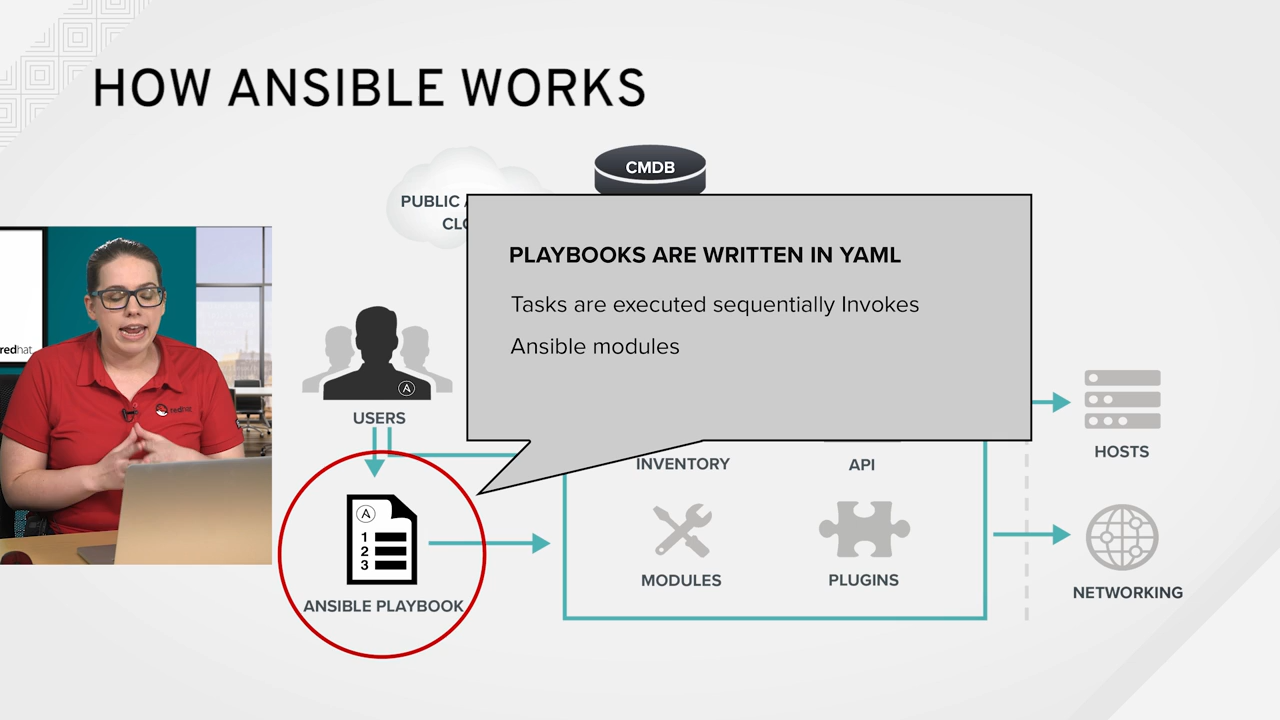 HOW ANSIBLE WORKS
CMDB
PUBLIC
PLAYBOOKS ARE WRITTEN IN YAML
Tasks are executed sequentially Invokes
Ansible modules
redhat
redhat
A
USERS
HOSTS
INVENTORY
API
A
1
2
3
MODULES
PLUGINS
NETWORKING
ANSIBLE PLAYBOOK